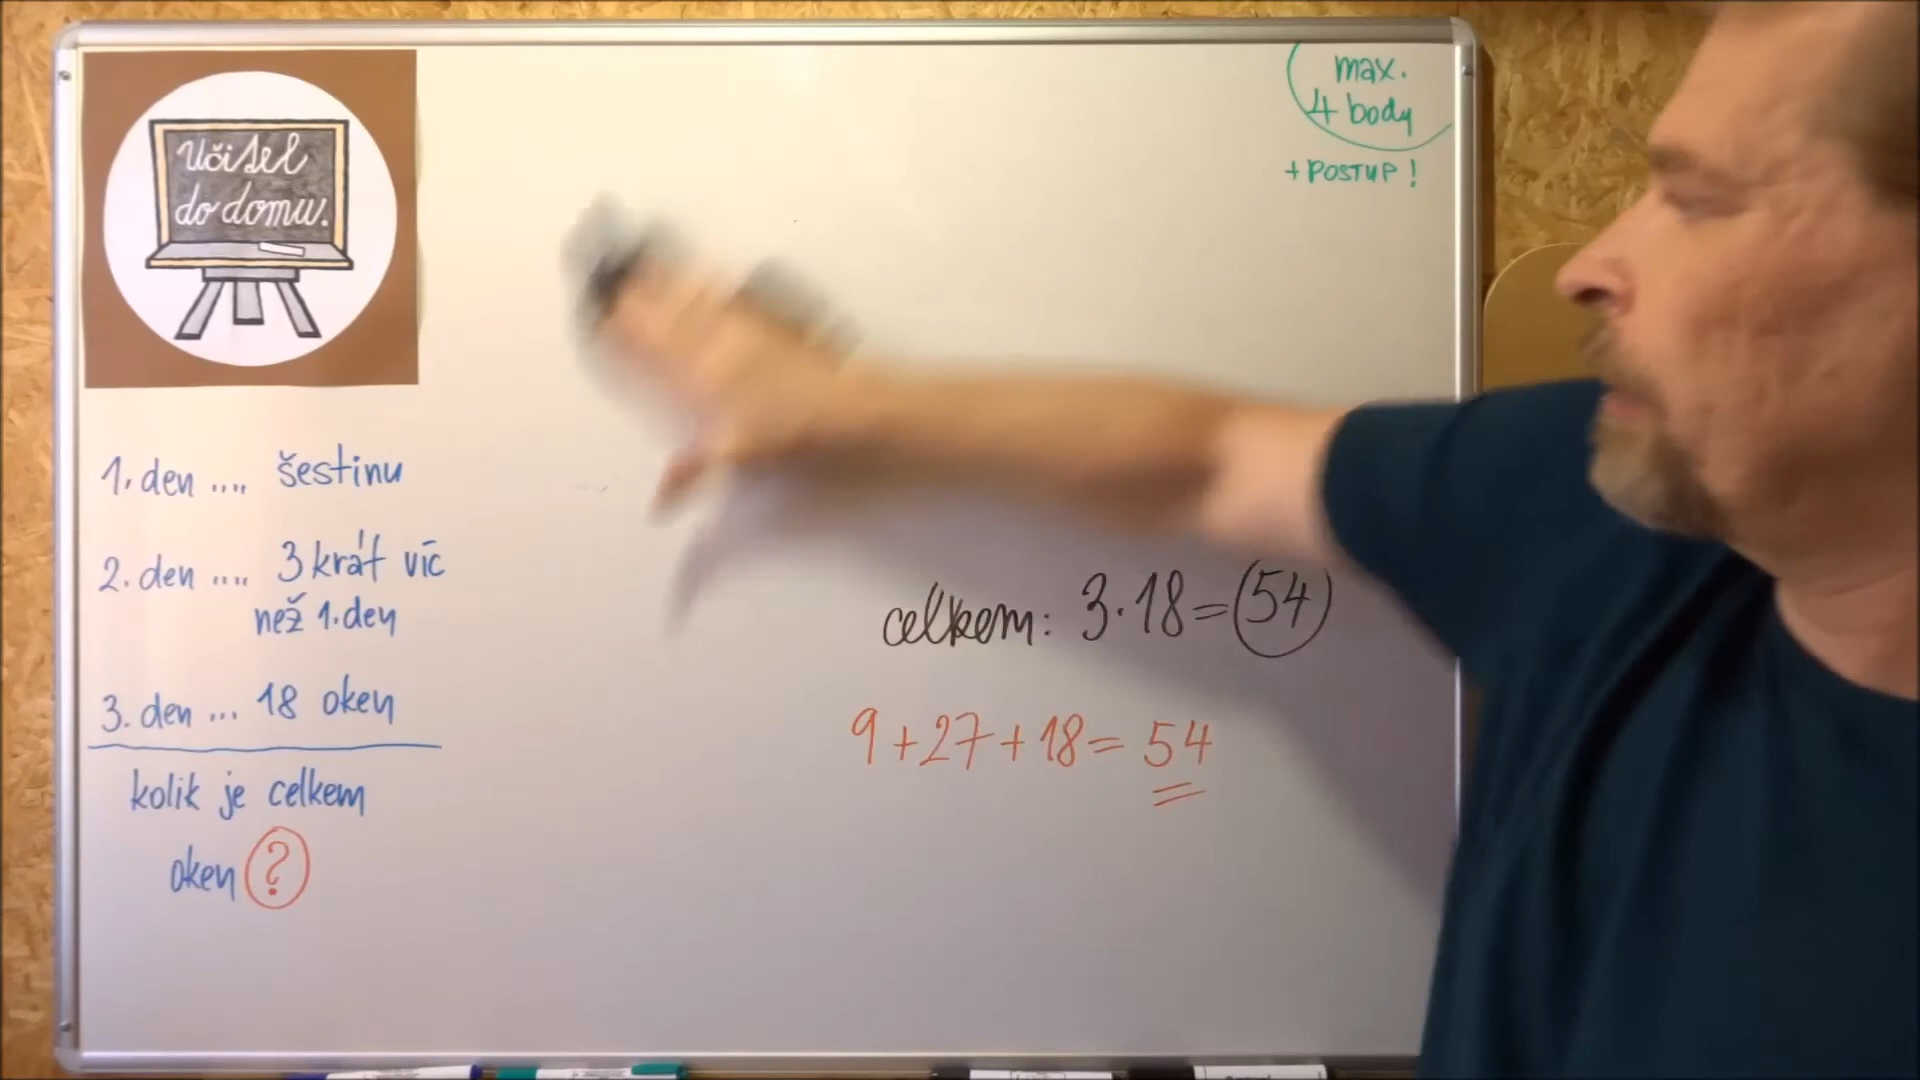 Učitel
do domu.
max.
4 body
+ POSTUP!
1. den .... šestinu
2. den .... 3 krát víc
než 1. den
3. den ... 18 oken
kolik je celkem
oken ?
celkem: 3 · 18 = 54
9 + 27 + 18 = 54